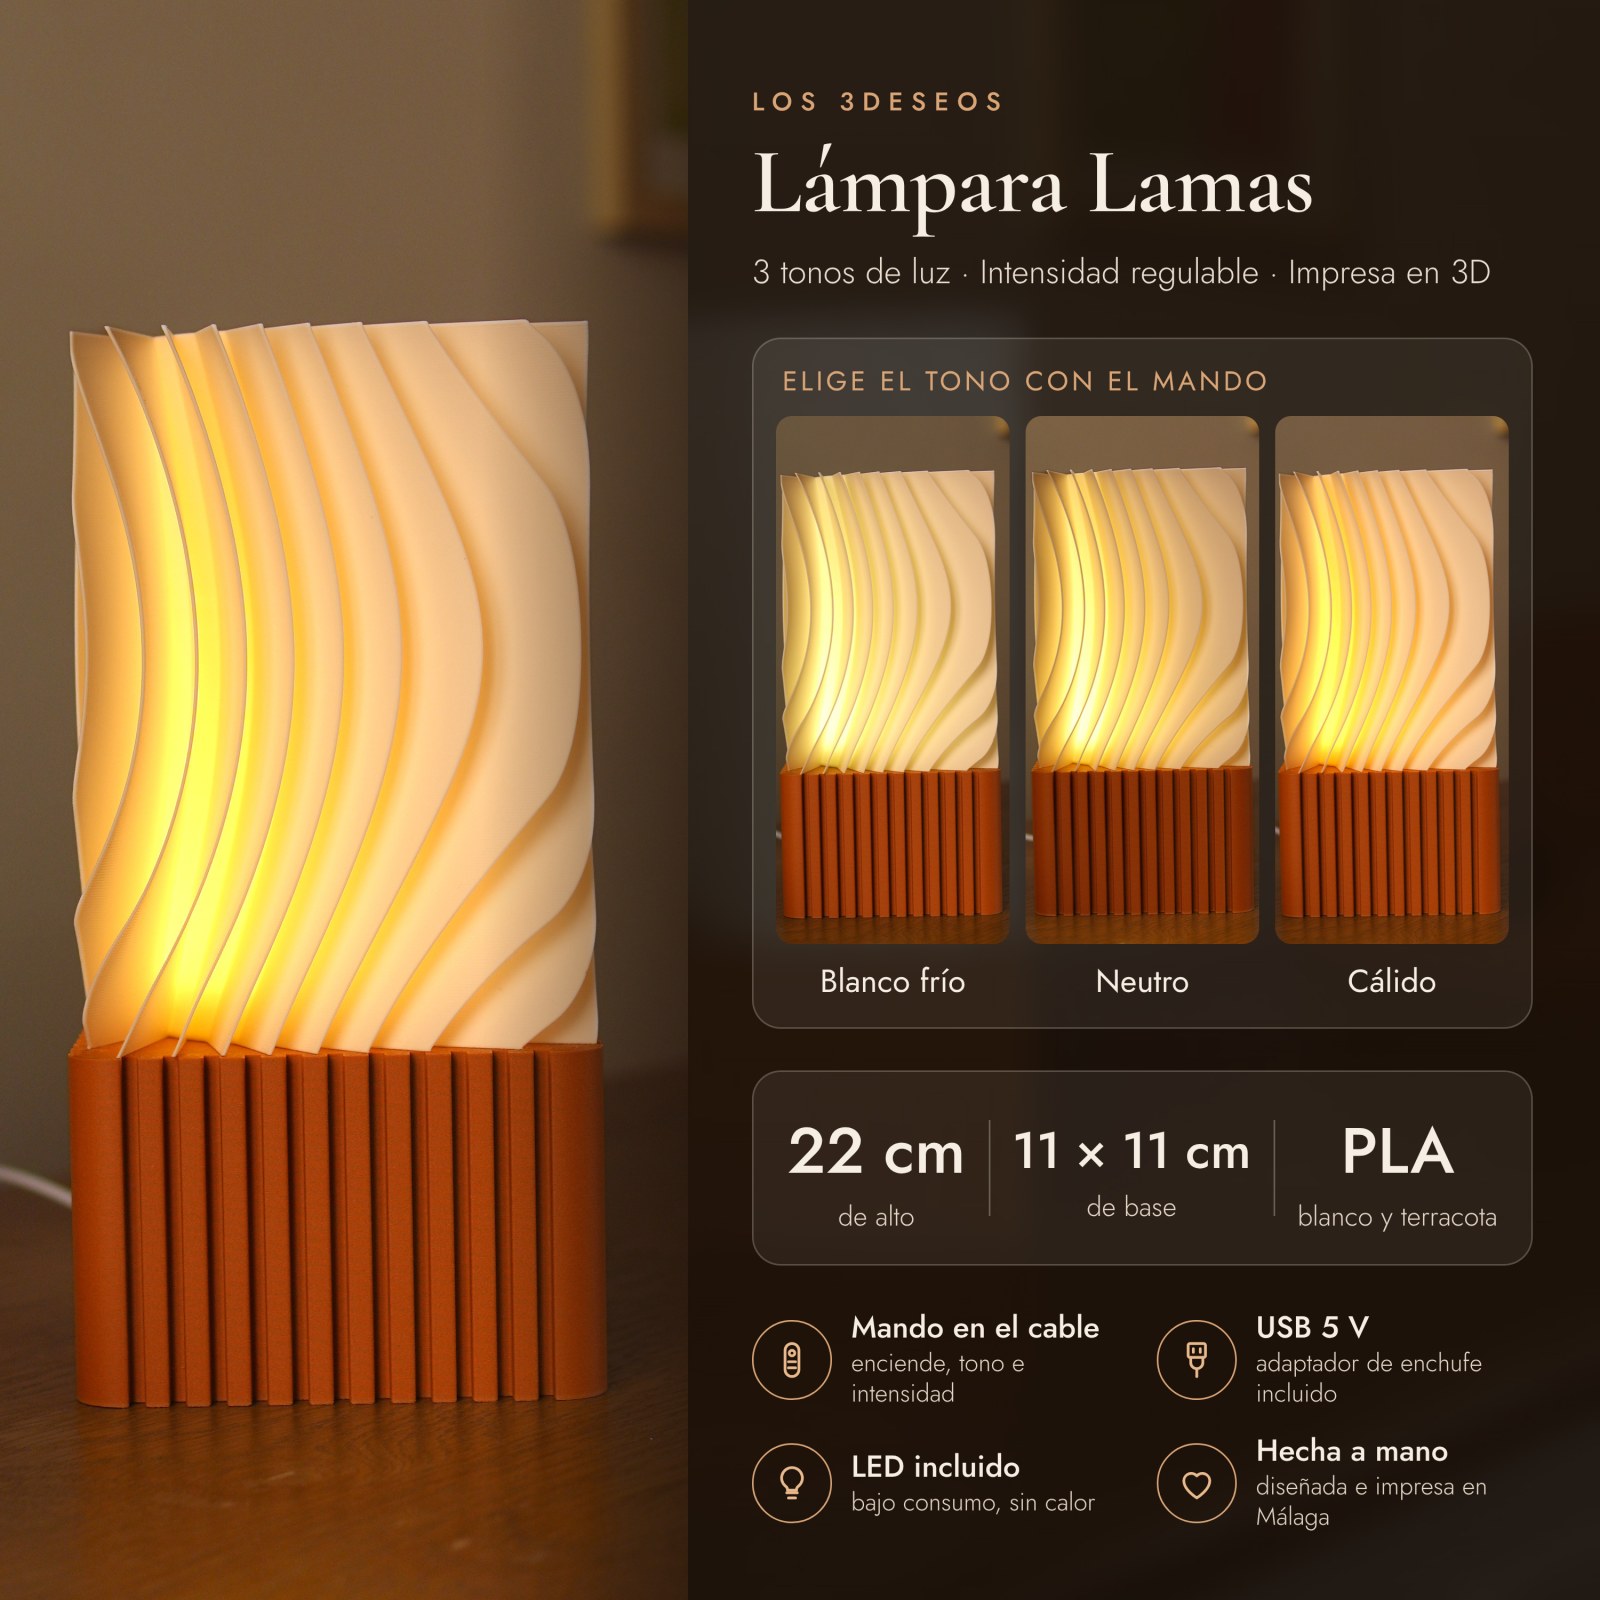 LOS 3DESEOS
Lámpara Lamas
3 tonos de luz · Intensidad regulable · Impresa en 3D
ELIGE EL TONO CON EL MANDO
Blanco frío
Neutro
Cálido
22 cm
de alto
11 × 11 cm
de base
PLA
blanco y terracota
Mando en el cable
enciende, tono e
intensidad
USB 5 V
adaptador de enchufe
incluido
LED incluido
bajo consumo, sin calor
Hecha a mano
diseñada e impresa en
Málaga